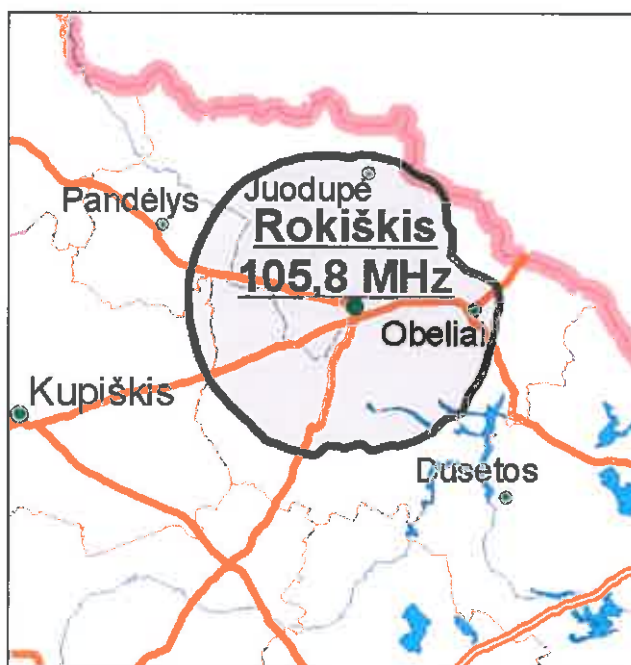 Juodupė
Pandėlys
Rokiškis
105,8 MHz
Obeliai
Kupiškis
Dusetos